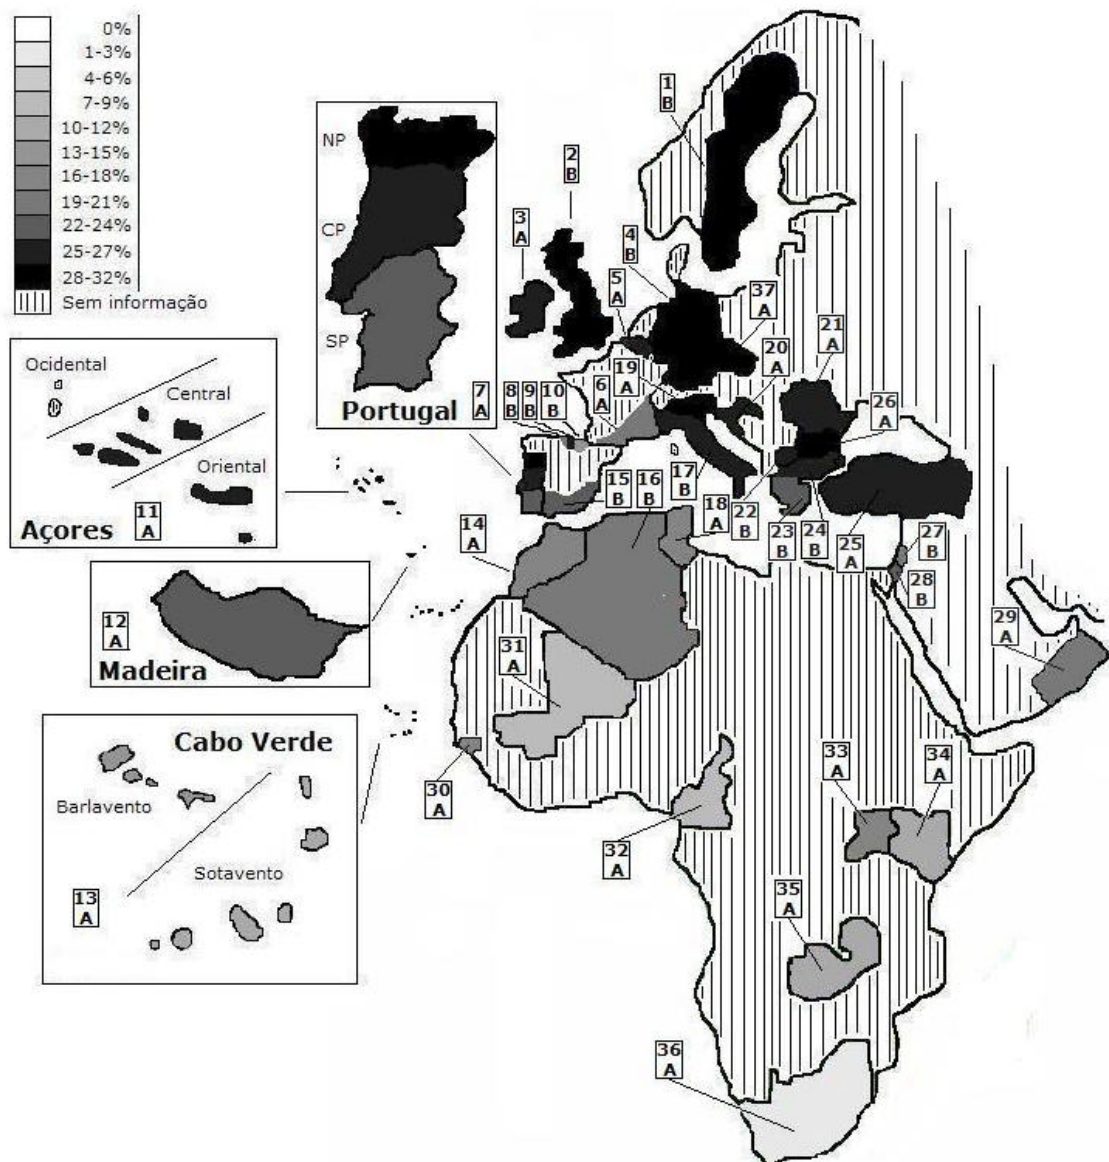 0%
1-3%
4-6%
7-9%
10-12%
13-15%
16-18%
19-21%
22-24%
25-27%
28-32%
Sem informação
NP
CP
SP
Portugal
Ocidental
Central
Oriental
Açores
11
A
12
A
Madeira
Cabo Verde
Barlavento
Sotavento
13
A
1
B
2
B
3
A
4
B
5
A
37
A
21
A
20
A
19
A
6
A
7
A
8
B
9
B
10
B
26
A
15
B
16
B
17
B
18
A
22
B
23
B
24
B
25
A
27
B
28
B
14
A
29
A
31
A
30
A
32
A
33
A
34
A
35
A
36
A